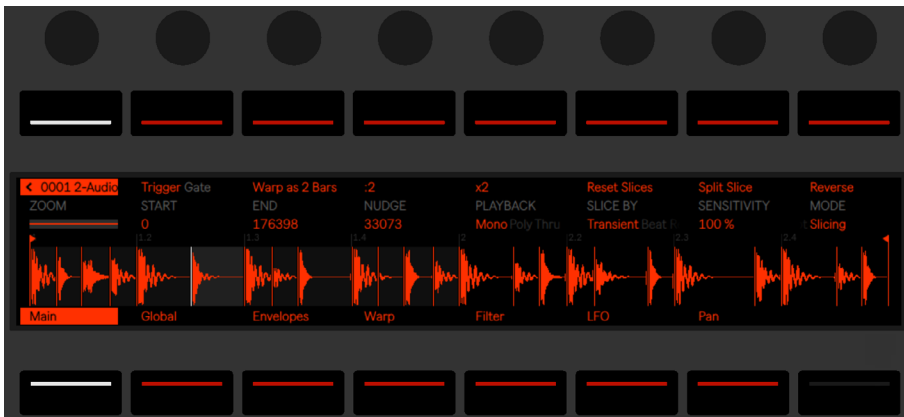 < 0001 2-Audio Trigger Gate Warp as 2 Bars :2 x2 Reset Slices Split Slice Reverse
ZOOM START END NUDGE PLAYBACK SLICE BY SENSITIVITY MODE
0 176398 33073 Mono Poly Thru Transient Beat 100 % Slicing
1.2 1.3 1.4 2 2.2 2.3 2.4
Main Global Envelopes Warp Filter LFO Pan